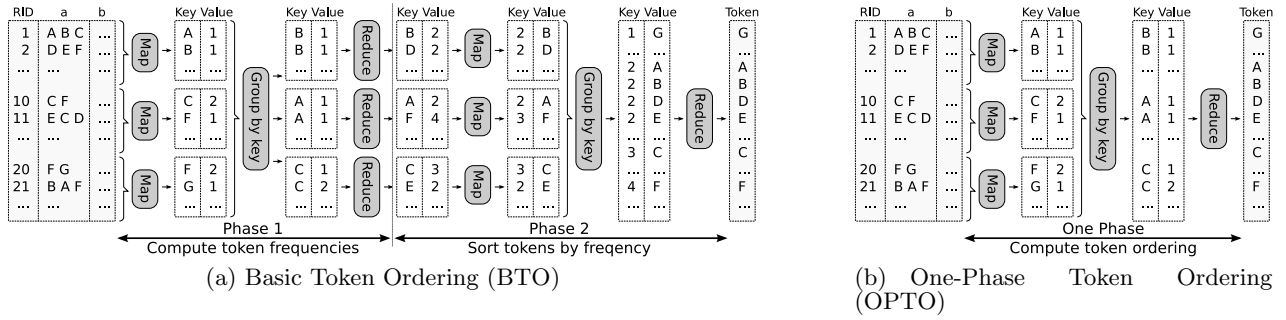 RID a b Key Value Key Value Key Value Key Value Key Value Token
1 A B C ... A 1 B 1 B 2 2 B 1 G G
2 D E F ... B 1 B 1 D 2 2 D ... ...
... ... ... ... ... ... ... ... ... 2 A A
Map Reduce Map
2 B B
10 C F ... C 2 A 1 A 2 2 A 2 D D
11 E C D ... F 1 A 1 F 4 3 F 2 E E
... ... ... ... ... ... ... ... ... ... ...
Map Group by key Reduce Map Group by key Reduce
3 C C
20 F G ... F 2 C 1 C 3 3 C ... ...
21 B A F ... G 1 C 2 E 2 2 E 4 F F
... ... ... ... ... ... ... ... ... ... ...
Map Reduce Map
Phase 1 Phase 2
Compute token frequencies Sort tokens by freqency
(a) Basic Token Ordering (BTO)
RID a b Key Value Key Value Token
1 A B C ... A 1 B 1 G
2 D E F ... B 1 B 1 ...
... ... ... ... ... A
Map
B
10 C F ... C 2 A 1 D
11 E C D ... F 1 A 1 E
... ... ... ... ... ...
Map Group by key Reduce
C
20 F G ... F 2 C 1 ...
21 B A F ... G 1 C 2 F
... ... ... ... ... ...
Map
One Phase
Compute token ordering
(b) One-Phase Token Ordering
(OPTO)